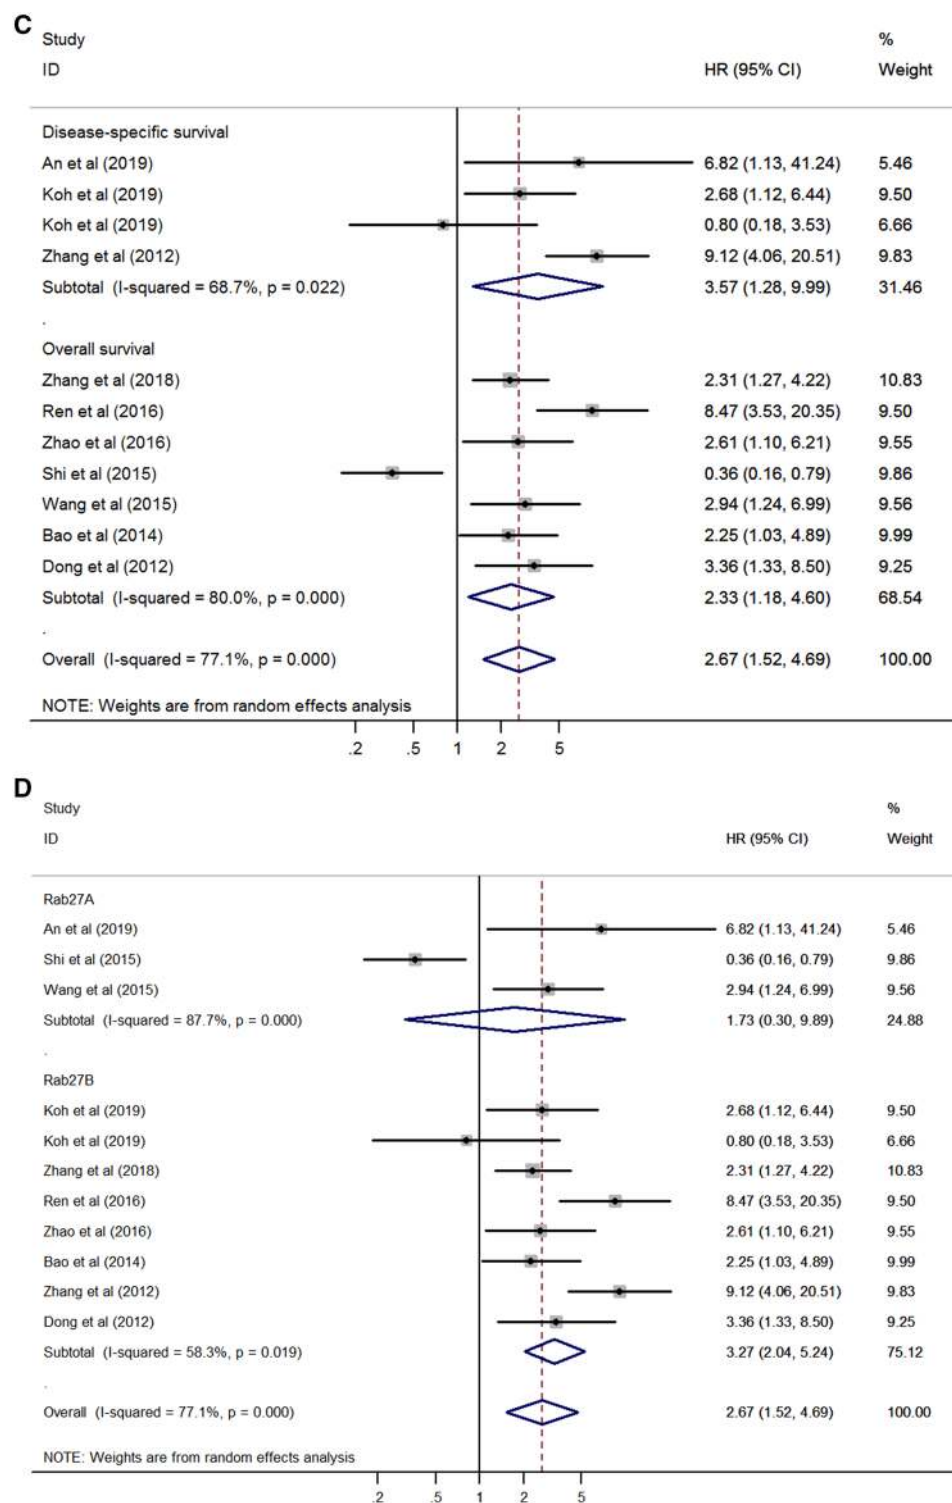 C
Study %
ID HR (95% CI) Weight
Disease-specific survival
An et al (2019) 6.82 (1.13, 41.24) 5.46
Koh et al (2019) 2.68 (1.12, 6.44) 9.50
Koh et al (2019) 0.80 (0.18, 3.53) 6.66
Zhang et al (2012) 9.12 (4.06, 20.51) 9.83
Subtotal (I-squared = 68.7%, p = 0.022) 3.57 (1.28, 9.99) 31.46
.
Overall survival
Zhang et al (2018) 2.31 (1.27, 4.22) 10.83
Ren et al (2016) 8.47 (3.53, 20.35) 9.50
Zhao et al (2016) 2.61 (1.10, 6.21) 9.55
Shi et al (2015) 0.36 (0.16, 0.79) 9.86
Wang et al (2015) 2.94 (1.24, 6.99) 9.56
Bao et al (2014) 2.25 (1.03, 4.89) 9.99
Dong et al (2012) 3.36 (1.33, 8.50) 9.25
Subtotal (I-squared = 80.0%, p = 0.000) 2.33 (1.18, 4.60) 68.54
.
Overall (I-squared = 77.1%, p = 0.000) 2.67 (1.52, 4.69) 100.00
NOTE: Weights are from random effects analysis
.2 .5 1 2 5
D
Study %
ID HR (95% CI) Weight
Rab27A
An et al (2019) 6.82 (1.13, 41.24) 5.46
Shi et al (2015) 0.36 (0.16, 0.79) 9.86
Wang et al (2015) 2.94 (1.24, 6.99) 9.56
Subtotal (I-squared = 87.7%, p = 0.000) 1.73 (0.30, 9.89) 24.88
.
Rab27B
Koh et al (2019) 2.68 (1.12, 6.44) 9.50
Koh et al (2019) 0.80 (0.18, 3.53) 6.66
Zhang et al (2018) 2.31 (1.27, 4.22) 10.83
Ren et al (2016) 8.47 (3.53, 20.35) 9.50
Zhao et al (2016) 2.61 (1.10, 6.21) 9.55
Bao et al (2014) 2.25 (1.03, 4.89) 9.99
Zhang et al (2012) 9.12 (4.06, 20.51) 9.83
Dong et al (2012) 3.36 (1.33, 8.50) 9.25
Subtotal (I-squared = 58.3%, p = 0.019) 3.27 (2.04, 5.24) 75.12
.
Overall (I-squared = 77.1%, p = 0.000) 2.67 (1.52, 4.69) 100.00
NOTE: Weights are from random effects analysis
.2 .5 1 2 5